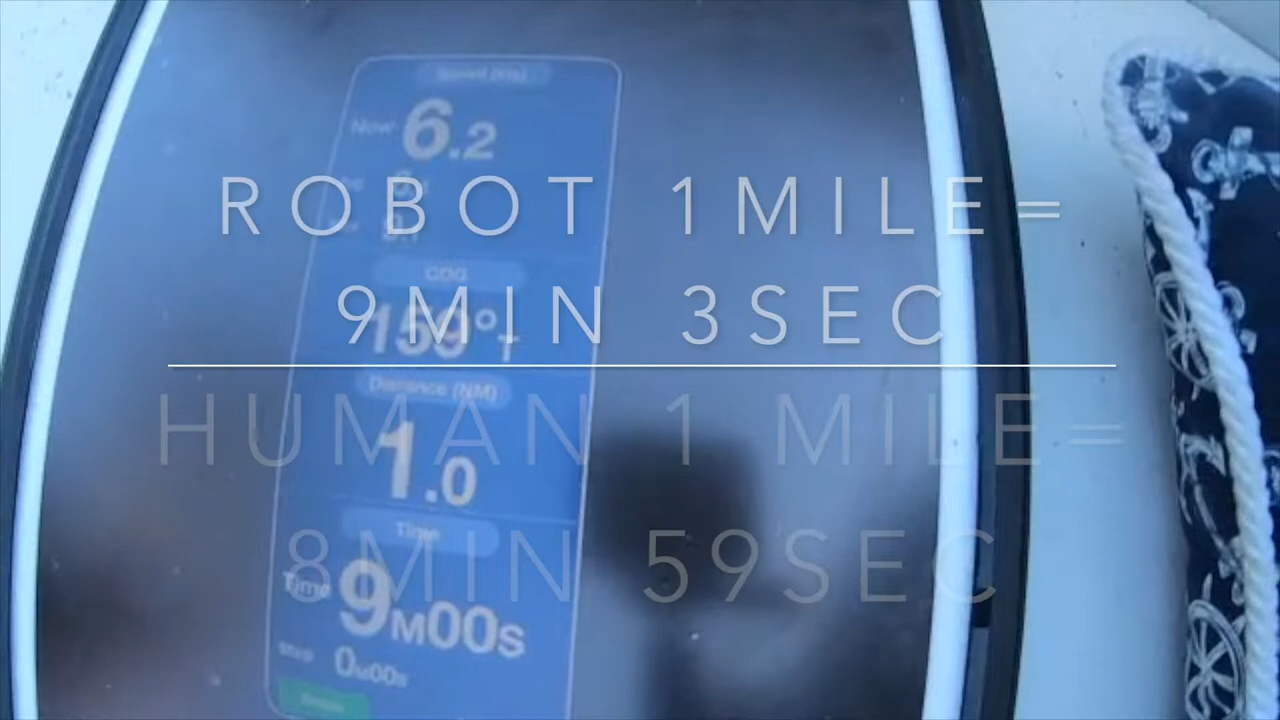 Now 6.2
ROBOT 1MILE=
COG
9MIN 3SEC
159° T
Distance (NM)
HUMAN 1 MILE=
1.0
Time
8MIN 59SEC
Time 9M00S
stop 0M00s